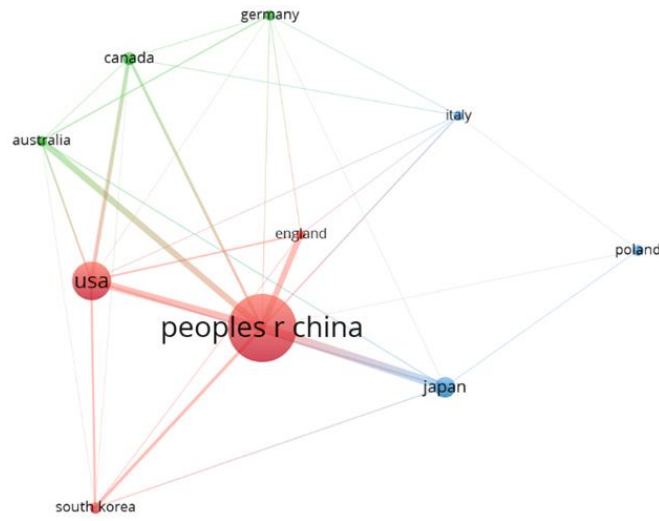 germany
canada
italy
australia
england
poland
usa
peoples r china
japan
south korea